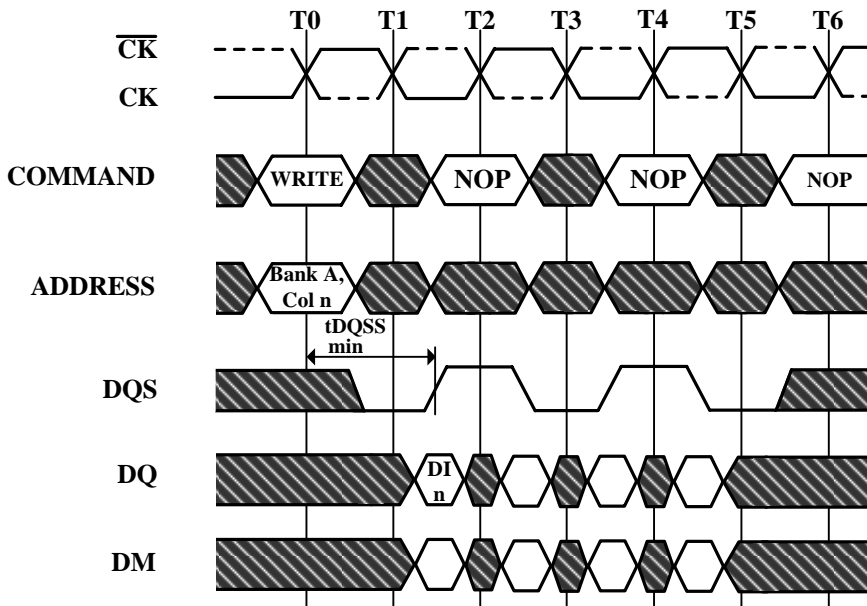 T0 T1 T2 T3 T4 T5 T6
CK
CK
COMMAND WRITE NOP NOP NOP
ADDRESS Bank A,
Col n
tDQSS
min
DQS
DQ DI
n
DM